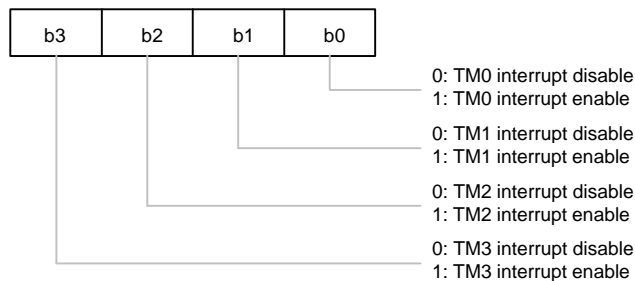 b3 b2 b1 b0
0: TM0 interrupt disable
1: TM0 interrupt enable
0: TM1 interrupt disable
1: TM1 interrupt enable
0: TM2 interrupt disable
1: TM2 interrupt enable
0: TM3 interrupt disable
1: TM3 interrupt enable